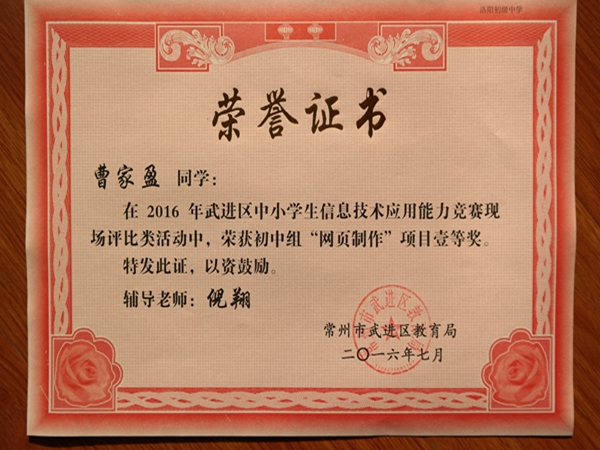 洛阳初级中学
荣誉证书
曹家盈 同学:
在 2016 年武进区中小学生信息技术应用能力竞赛现
场评比类活动中，荣获初中组“网页制作”项目壹等奖。
特发此证，以资鼓励。
辅导老师：倪翔
常州市武进区教育局
二〇一六年七月